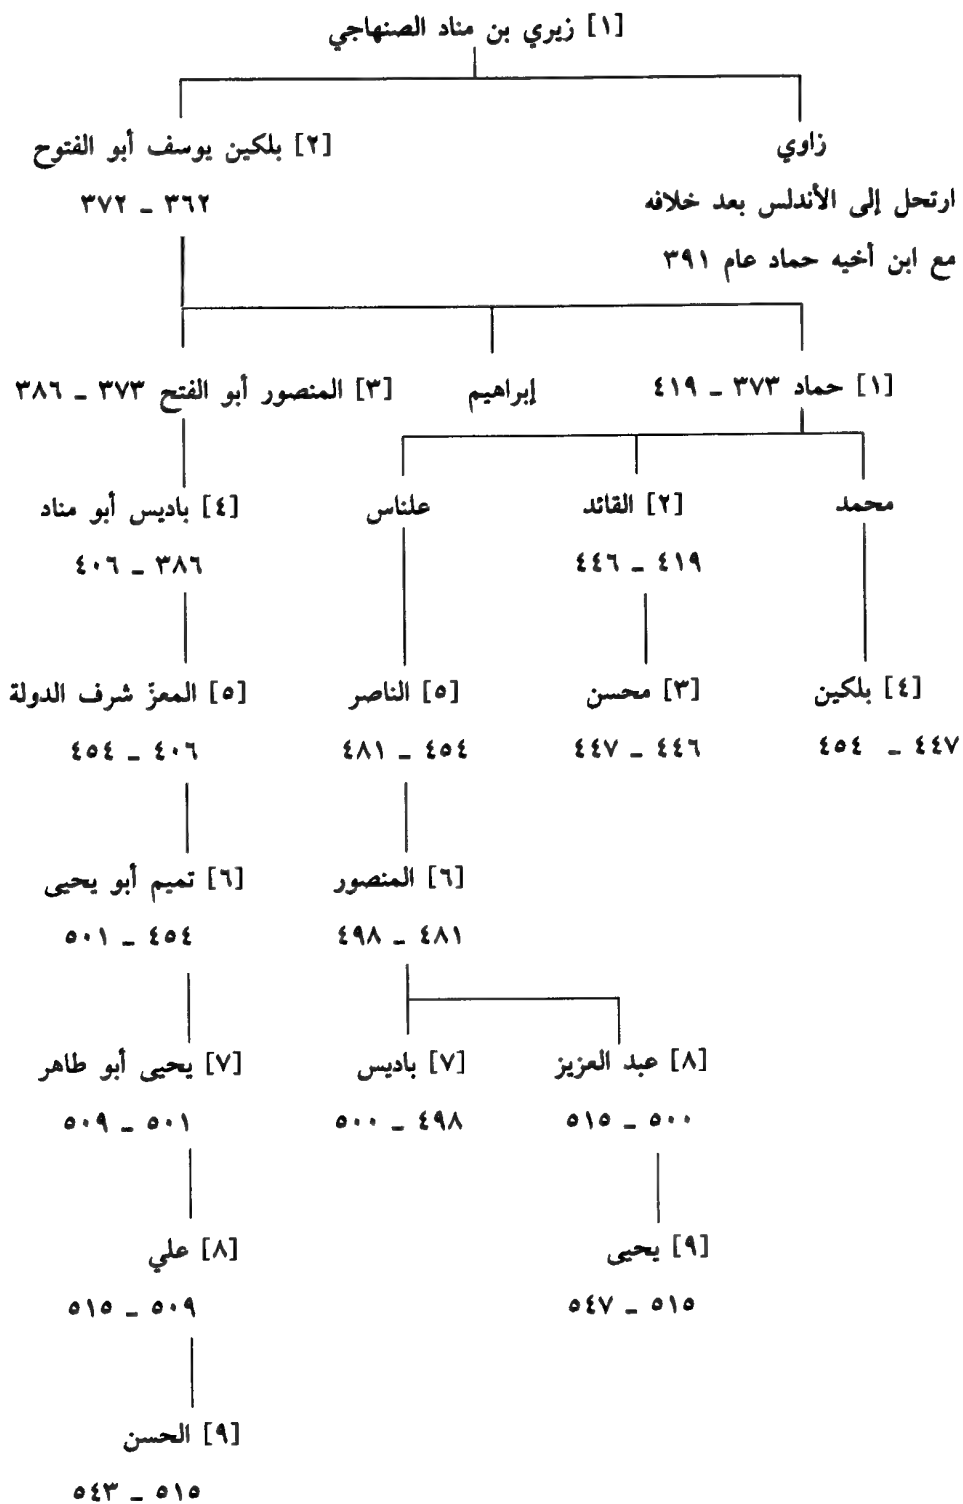 [١] زيري بن مناد الصنهاجي
زاوي
[٢] بلكين يوسف أبو الفتوح
ارتحل إلى الأندلس بعد خلافه
٣٦٢ - ٣٧٢
مع ابن أخيه حماد عام ٣٩١
[١] حماد ٣٧٣ - ٤١٩
إبراهيم
[٣] المنصور أبو الفتح ٣٧٣ - ٣٨٦
محمد
[٢] القائد
علناس
[٤] باديس أبو مناد
٤١٩ - ٤٤٦
٣٨٦ - ٤٠٦
[٤] بلكين
[٣] محسن
[٥] الناصر
[٥] المعزّ شرف الدولة
٤٤٧ - ٤٥٤
٤٤٦ - ٤٤٧
٤٥٤ - ٤٨١
٤٠٦ - ٤٥٤
[٦] المنصور
[٦] تميم أبو يحيى
٤٨١ - ٤٩٨
٤٥٤ - ٥٠١
[٨] عبد العزيز
[٧] باديس
[٧] يحيى أبو طاهر
٥٠٠ - ٥١٥
٤٩٨ - ٥٠٠
٥٠١ - ٥٠٩
[٩] يحيى
[٨] علي
٥١٥ - ٥٤٧
٥٠٩ - ٥١٥
[٩] الحسن
٥١٥ - ٥٤٣